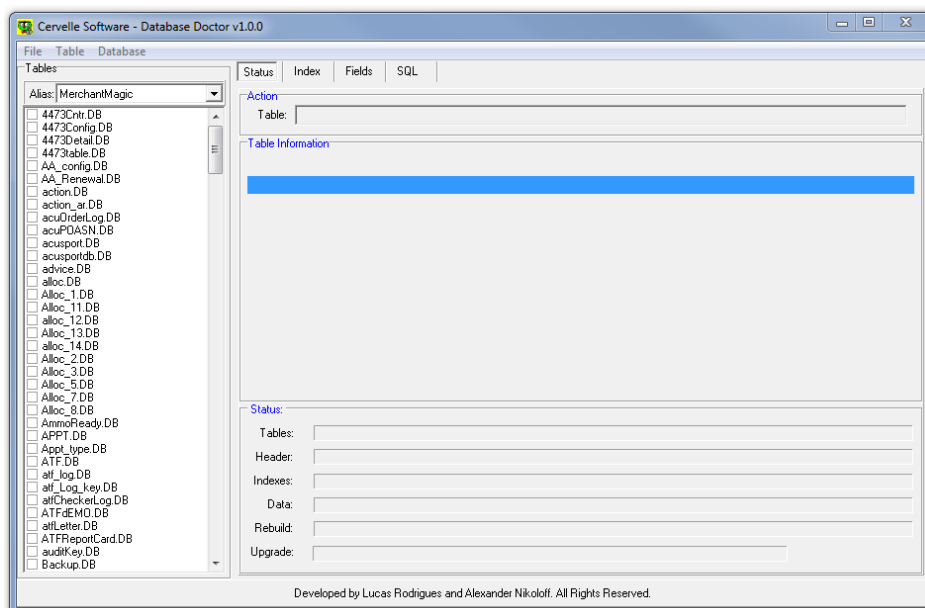 Cervelle Software - Database Doctor v1.0.0
File Table Database
Tables
Alias: MerchantMagic
4473Cntr.DB
4473Config.DB
4473Detail.DB
4473table.DB
AA_config.DB
AA_Renewal.DB
action.DB
action_ar.DB
acuOrderLog.DB
acuPOASN.DB
acusport.DB
acusportdb.DB
advice.DB
alloc.DB
Alloc_1.DB
Alloc_11.DB
alloc_12.DB
Alloc_13.DB
alloc_14.DB
Alloc_2.DB
Alloc_3.DB
Alloc_5.DB
Alloc_7.DB
Alloc_8.DB
AmmoReady.DB
APPT.DB
Appt_type.DB
ATF.DB
atf_log.DB
atf_Log_key.DB
atfCheckerLog.DB
ATFdEMO.DB
atfLetter.DB
ATFReportCard.DB
auditKey.DB
Backup.DB
Status Index Fields SQL
Action
Table:
Table Information
Status:
Tables:
Header:
Indexes:
Data:
Rebuild:
Upgrade:
Developed by Lucas Rodrigues and Alexander Nikoloff. All Rights Reserved.